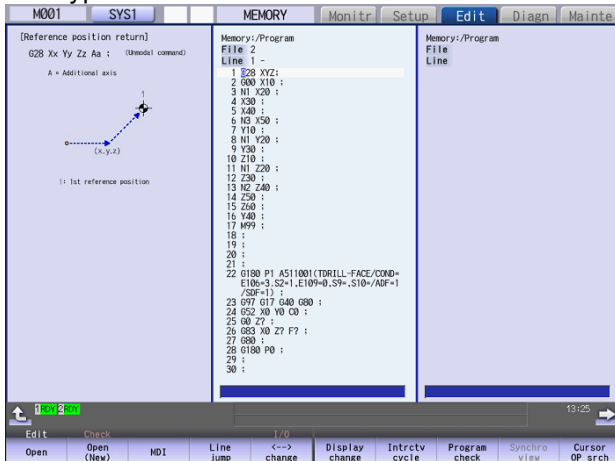 M001 SYS1 MEMORY Monitr Setup Edit Diagn Mainte
[Reference position return]
G28 Xx Yy Zz Aa ; (Unmodal command)
A = Additional axis
1
(x,y,z)
1: 1st reference position
Memory:/Program
File 2
Line 1 -
1 G28 XYZ;
2 G00 X10 ;
3 N1 X20 ;
4 X30 ;
5 X40 ;
6 N3 X50 ;
7 Y10 ;
8 N1 Y20 ;
9 Y30 ;
10 Z10 ;
11 N1 Z20 ;
12 Z30 ;
13 N2 Z40 ;
14 Z50 ;
15 Z60 ;
16 Y40 ;
17 M99 ;
18 ;
19 ;
20 ;
21 ;
22 G180 P1 A511001(TDRILL-FACE/COND=
E106=3.S2=1.E109=0.S9=.S10=/ADF=1
/SDF=1) ;
23 G97 G17 G40 G80 ;
24 G52 X0 Y0 C0 ;
25 G0 Z? ;
26 G83 X0 Z? F? ;
27 G80 ;
28 G180 P0 ;
29 ;
30 ;
Memory:/Program
File
Line
1RDY 2RDY
13:25
Edit Check I/O
Open
Open (New)
MDI
Line jump
<--> change
Display change
Intrctv cycle
Program check
Synchro view
Cursor OP srch